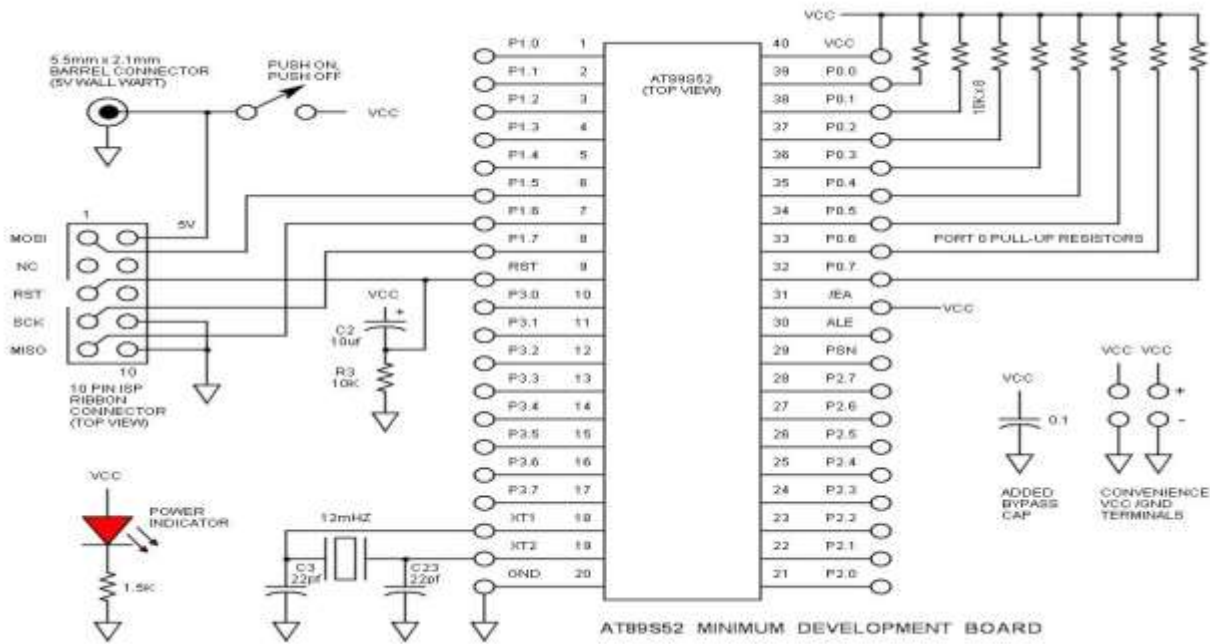 5.5mm x 2.1mm
BARREL CONNECTOR
(5V WALL WART)
PUSH ON,
PUSH OFF
VCC
1
5V
MOSI
NC
RST
SCK
MISO
10
10 PIN ISP
RIBBON
CONNECTOR
(TOP VIEW)
VCC
+
C2
10uf
R3
10K
VCC
POWER
INDICATOR
1.5K
12mHZ
C3
22pf
C23
22pf
P1.0 1
P1.1 2
P1.2 3
P1.3 4
P1.4 5
P1.5 6
P1.6 7
P1.7 8
RST 9
P3.0 10
P3.1 11
P3.2 12
P3.3 13
P3.4 14
P3.5 15
P3.6 16
P3.7 17
XT1 18
XT2 19
GND 20
AT89S52
(TOP VIEW)
40 VCC
39 P0.0
38 P0.1
37 P0.2
36 P0.3
35 P0.4
34 P0.5
33 P0.6
32 P0.7
31 /EA
30 ALE
29 PSN
28 P2.7
27 P2.6
26 P2.5
25 P2.4
24 P2.3
23 P2.2
22 P2.1
21 P2.0
VCC
10K x 8
PORT 0 PULL-UP RESISTORS
VCC
VCC
0.1
ADDED
BYPASS
CAP
VCC VCC
+
-
CONVENIENCE
VCC /GND
TERMINALS
AT89S52 MINIMUM DEVELOPMENT BOARD